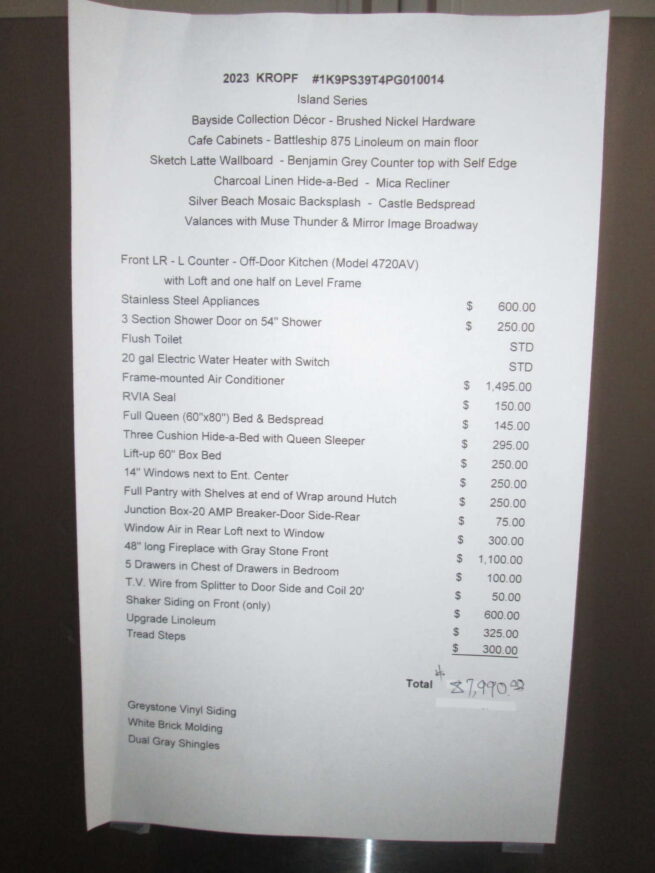 2023 KROPF #1K9PS39T4PG010014
Island Series
Bayside Collection Décor - Brushed Nickel Hardware
Cafe Cabinets - Battleship 875 Linoleum on main floor
Sketch Latte Wallboard - Benjamin Grey Counter top with Self Edge
Charcoal Linen Hide-a-Bed - Mica Recliner
Silver Beach Mosaic Backsplash - Castle Bedspread
Valances with Muse Thunder & Mirror Image Broadway
Front LR - L Counter - Off-Door Kitchen (Model 4720AV)
with Loft and one half on Level Frame
Stainless Steel Appliances $ 600.00
3 Section Shower Door on 54" Shower $ 250.00
Flush Toilet STD
20 gal Electric Water Heater with Switch STD
Frame-mounted Air Conditioner $ 1,495.00
RVIA Seal $ 150.00
Full Queen (60"x80") Bed & Bedspread $ 145.00
Three Cushion Hide-a-Bed with Queen Sleeper $ 295.00
Lift-up 60" Box Bed $ 250.00
14" Windows next to Ent. Center $ 250.00
Full Pantry with Shelves at end of Wrap around Hutch $ 250.00
Junction Box-20 AMP Breaker-Door Side-Rear $ 75.00
Window Air in Rear Loft next to Window $ 300.00
48" long Fireplace with Gray Stone Front $ 1,100.00
5 Drawers in Chest of Drawers in Bedroom $ 100.00
T.V. Wire from Splitter to Door Side and Coil 20' $ 50.00
Shaker Siding on Front (only) $ 600.00
Upgrade Linoleum $ 325.00
Tread Steps $ 300.00
Total $ 87,990.00
Greystone Vinyl Siding
White Brick Molding
Dual Gray Shingles